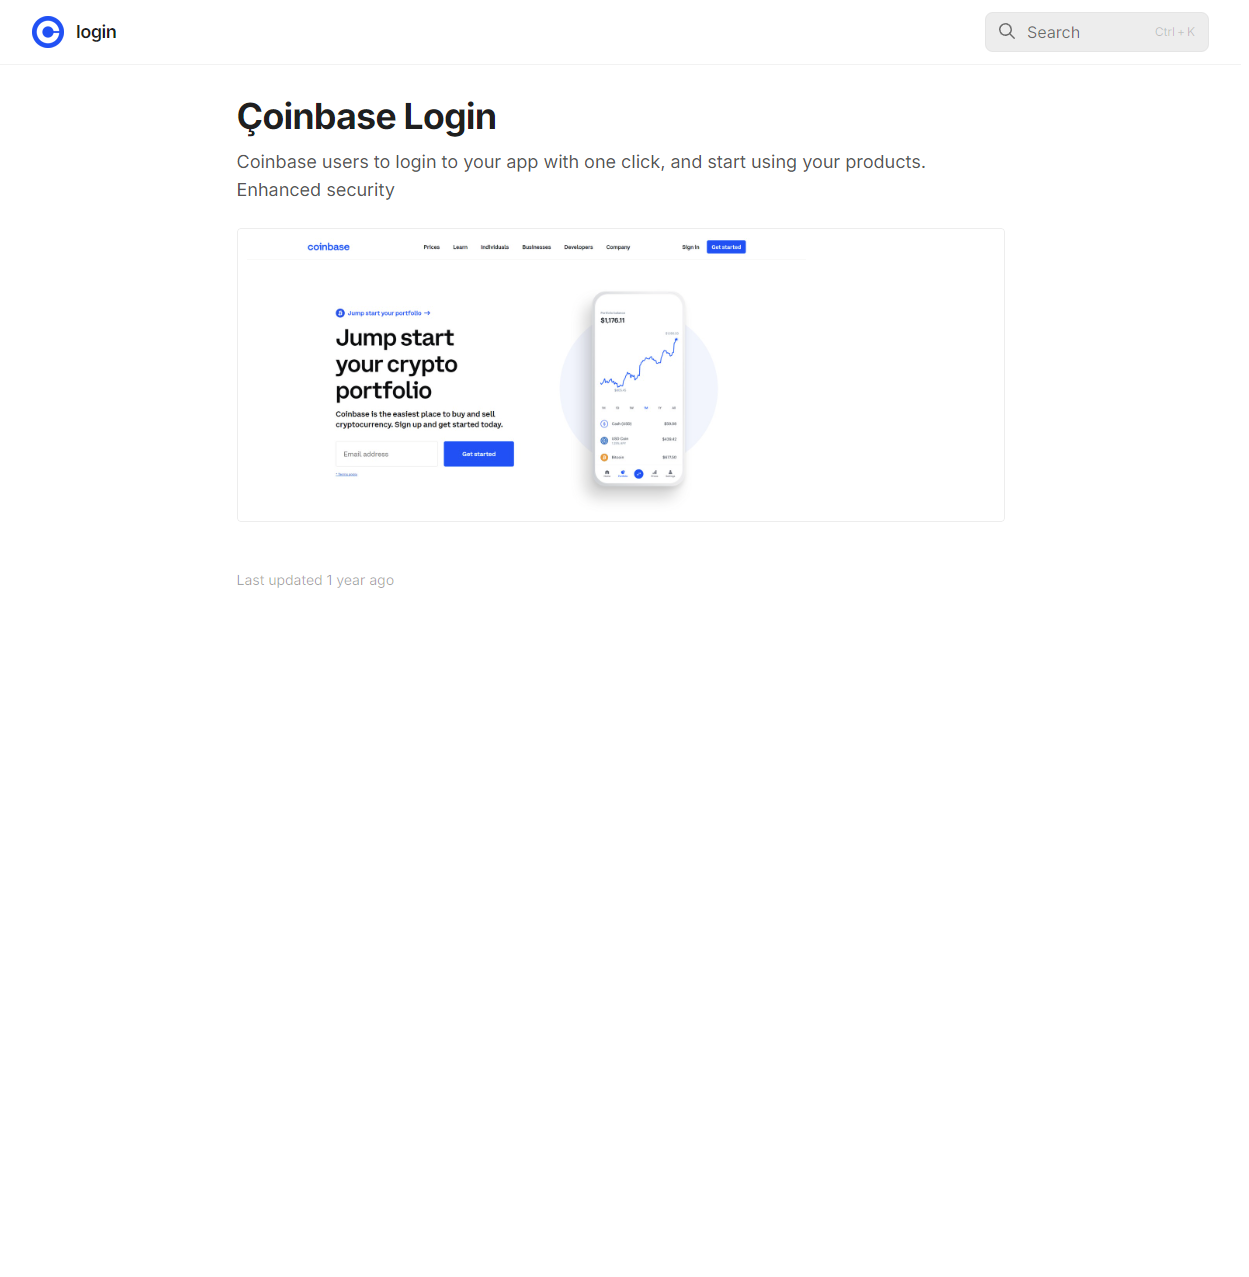 login
Search
Ctrl + K
Çoinbase Login
Coinbase users to login to your app with one click, and start using your products.
Enhanced security
coinbase
Prices
Learn
Individuals
Businesses
Developers
Company
Sign in
Get started
Jump start your portfolio →
Jump start
your crypto
portfolio
Coinbase is the easiest place to buy and sell
cryptocurrency. Sign up and get started today.
Email address
Get started
$1,176.11
Cash (USD)
USD Coin
Bitcoin
Last updated 1 year ago